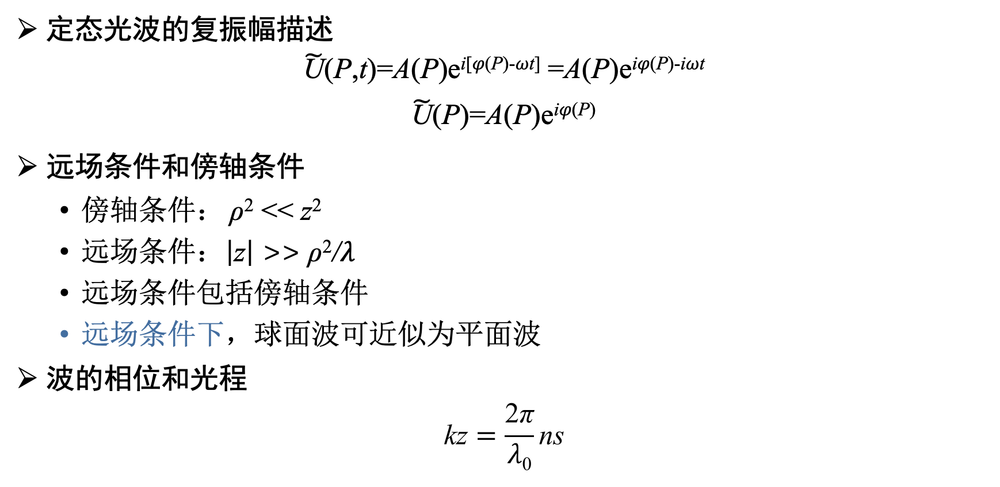 ➢ 定态光波的复振幅描述
Ũ(P,t)=A(P)e^{i[φ(P)-ωt]} =A(P)e^{iφ(P)-iωt}
Ũ(P)=A(P)e^{iφ(P)}
➢ 远场条件和傍轴条件
• 傍轴条件： ρ² << z²
• 远场条件：|z| >> ρ²/λ
• 远场条件包括傍轴条件
• 远场条件下，球面波可近似为平面波
➢ 波的相位和光程
kz = \frac{2π}{λ₀} ns